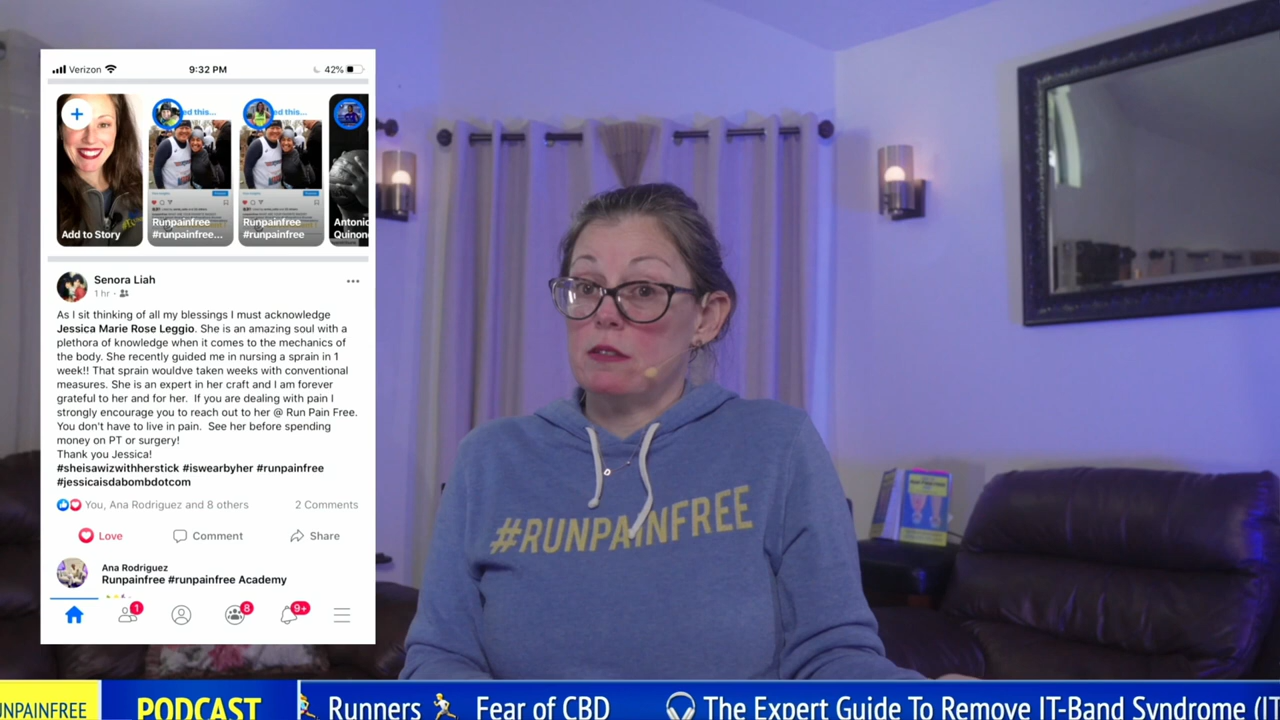 Verizon
9:32 PM
42%
ed this...
ed this...
Add to Story
Runpainfree
#runpainfree...
Runpainfree
#runpainfree
Antonio
Quinon
Senora Liah
1 hr
As I sit thinking of all my blessings I must acknowledge
Jessica Marie Rose Leggio. She is an amazing soul with a
plethora of knowledge when it comes to the mechanics of
the body. She recently guided me in nursing a sprain in 1
week!! That sprain wouldve taken weeks with conventional
measures. She is an expert in her craft and I am forever
grateful to her and for her. If you are dealing with pain I
strongly encourage you to reach out to her @ Run Pain Free.
You don't have to live in pain. See her before spending
money on PT or surgery!
Thank you Jessica!
#sheisawizwithherstick #iswearbyher #runpainfree
#jessicaisdabombdotcom
You, Ana Rodriguez and 8 others
2 Comments
Love
Comment
Share
Ana Rodriguez
Runpainfree #runpainfree Academy
1
8
9+
#RUNPAINFREE
UNPAINFREE
PODCAST
Runners
Fear of CBD
The Expert Guide To Remove IT-Band Syndrome (IT